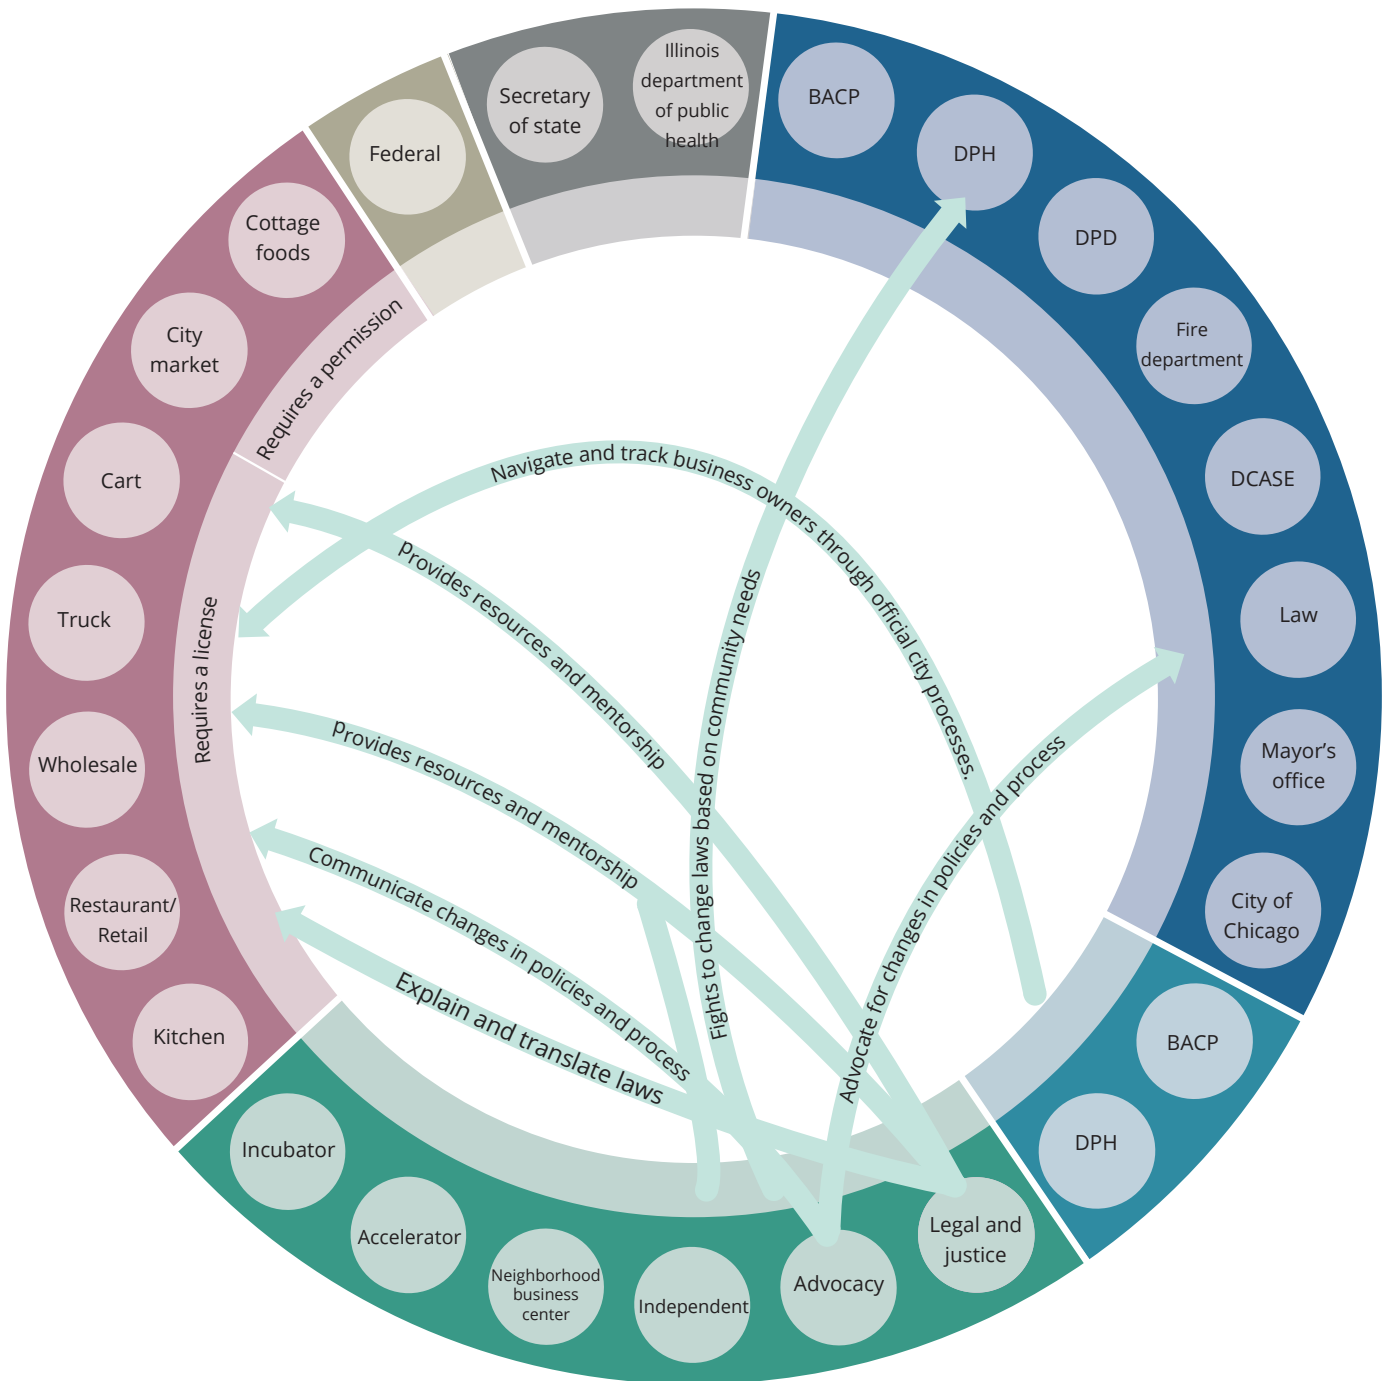 Illinois
department
of public
health
Secretary
of state
BACP
DPH
Federal
DPD
Cottage
foods
Fire
department
City
market
Requires a permission
Cart
DCASE
Navigate and track business owners through official city processes.
provides resources and mentorship
Truck
Law
Requires a license
Fights to change laws based on community needs
Wholesale
Mayor’s
office
provides resources and mentorship
Advocate for changes in policies and process
Restaurant/
Retail
City of
Chicago
Communicate changes in policies and process
Explain and translate laws
Kitchen
BACP
DPH
Incubator
Accelerator
Neighborhood
business
center
Independent
Advocacy
Legal and
justice